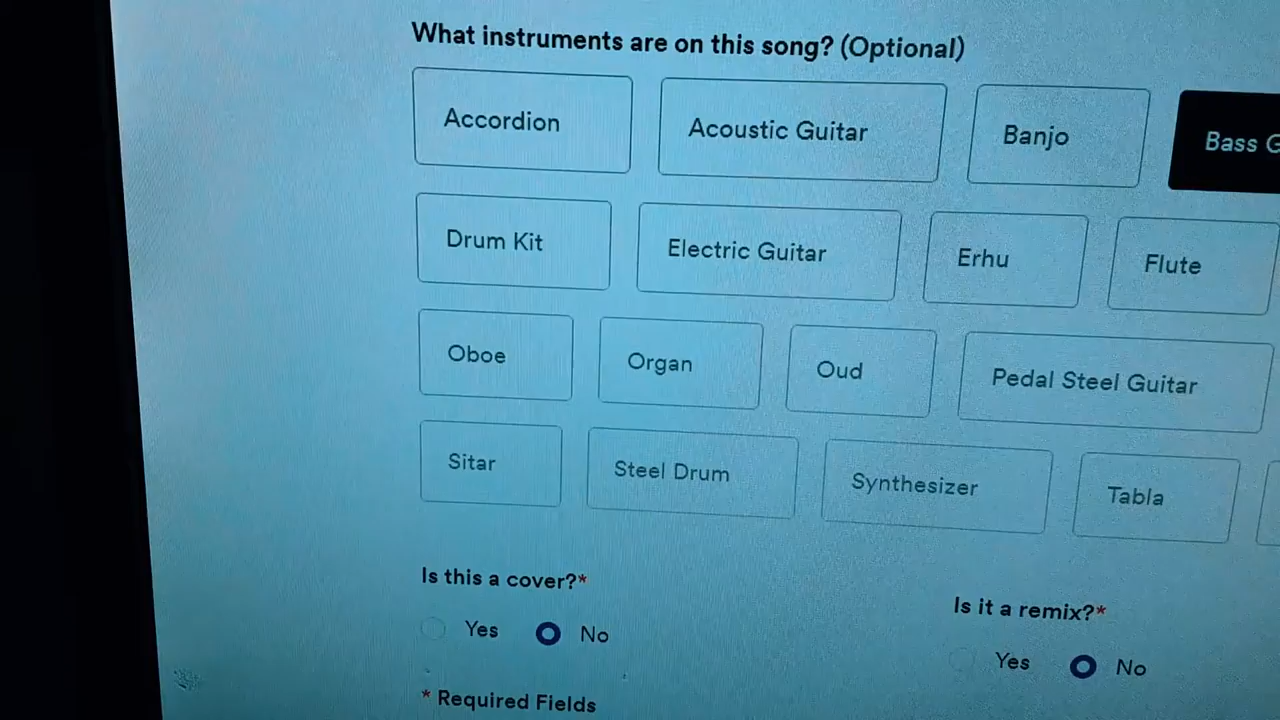 What instruments are on this song? (Optional)
Accordion Acoustic Guitar Banjo Bass G
Drum Kit Electric Guitar Erhu Flute
Oboe Organ Oud Pedal Steel Guitar
Sitar Steel Drum Synthesizer Tabla
Is this a cover?* Is it a remix?*
Yes No Yes No
* Required Fields